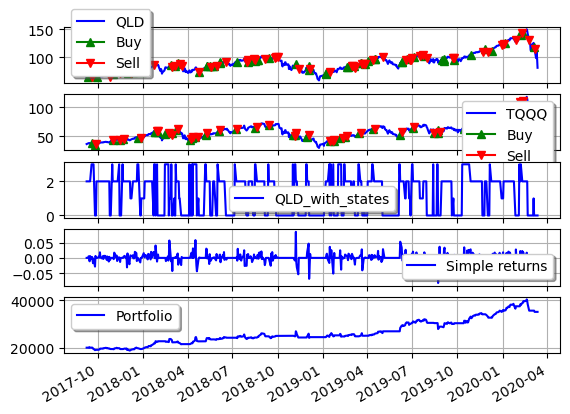 QLD
Buy
Sell
150
100
TQQQ
Buy
Sell
100
50
QLD_with_states
2
0
Simple returns
0.05
0.00
−0.05
Portfolio
40000
20000
2017-10 2018-01 2018-04 2018-07 2018-10 2019-01 2019-04 2019-07 2019-10 2020-01 2020-04